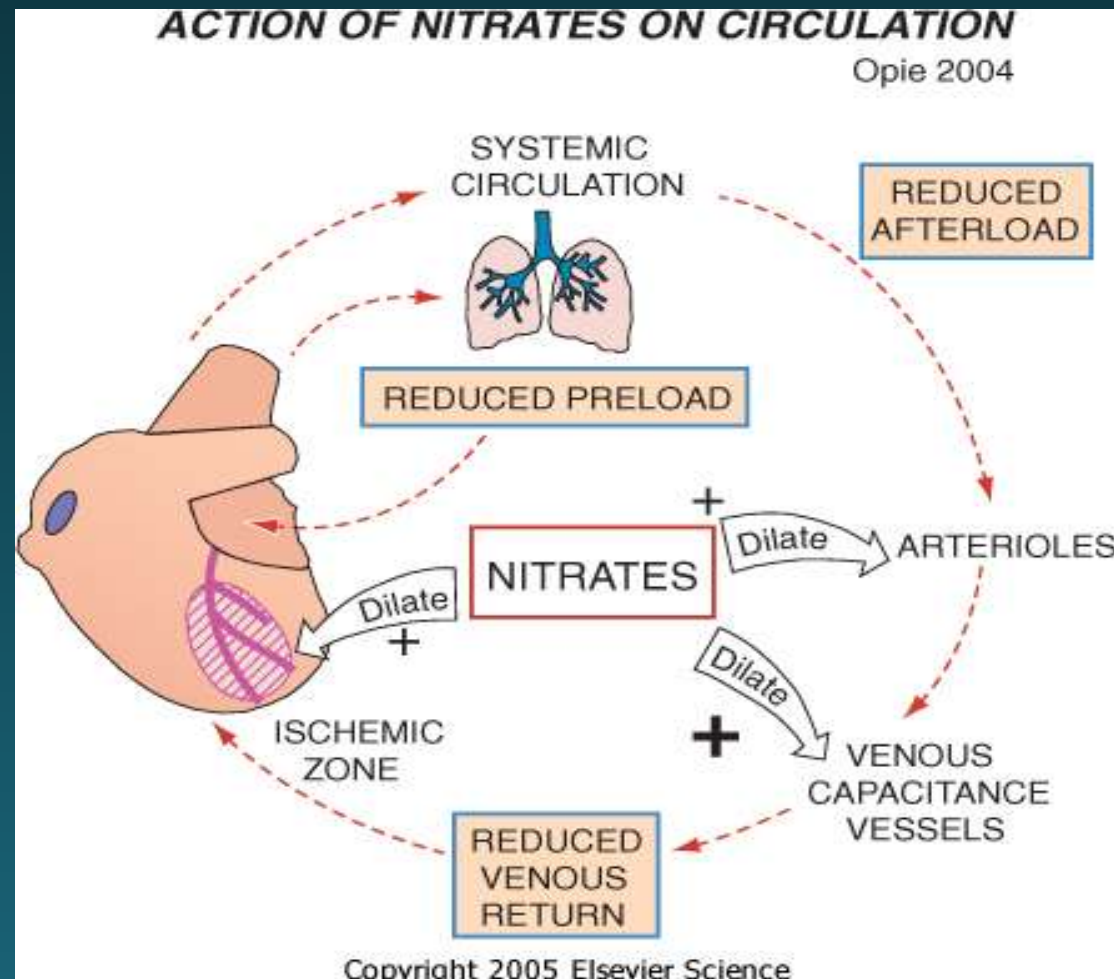 ACTION OF NITRATES ON CIRCULATION
Opie 2004
SYSTEMIC
CIRCULATION
REDUCED
AFTERLOAD
REDUCED PRELOAD
+
Dilate
ARTERIOLES
NITRATES
Dilate
+
Dilate
+
ISCHEMIC
ZONE
VENOUS
CAPACITANCE
VESSELS
REDUCED
VENOUS
RETURN
Copyright 2005 Elsevier Science